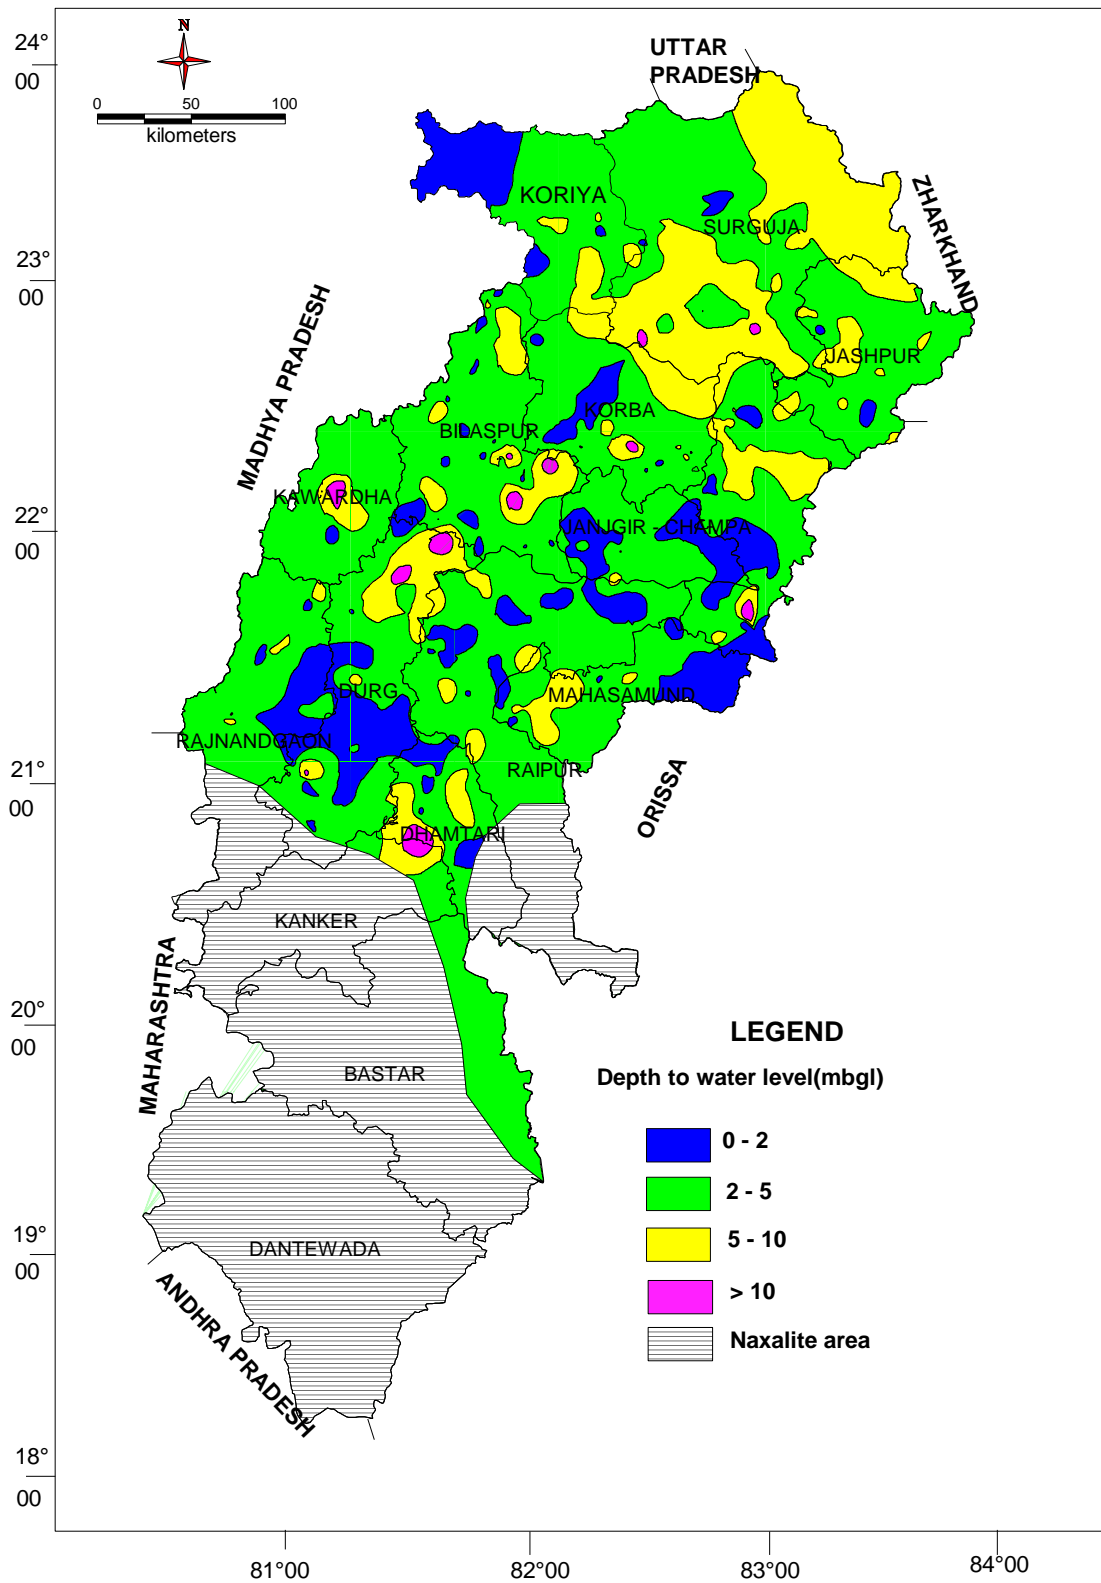 N
0 50 100
kilometers
24°
00
23°
00
22°
00
21°
00
20°
00
19°
00
18°
00
UTTAR
PRADESH
ZHARKHAND
MADHYA PRADESH
ORISSA
MAHARASHTRA
ANDHRA PRADESH
KORIYA
SURGUJA
JASHPUR
KORBA
BILASPUR
KAWARDHA
JANJGIR - CHAMPA
DURG
MAHASAMUND
RAJNANDGAON
RAIPUR
DHAMTARI
KANKER
BASTAR
DANTEWADA
LEGEND
Depth to water level(mbgl)
0 - 2
2 - 5
5 - 10
> 10
Naxalite area
81°00 82°00 83°00 84°00